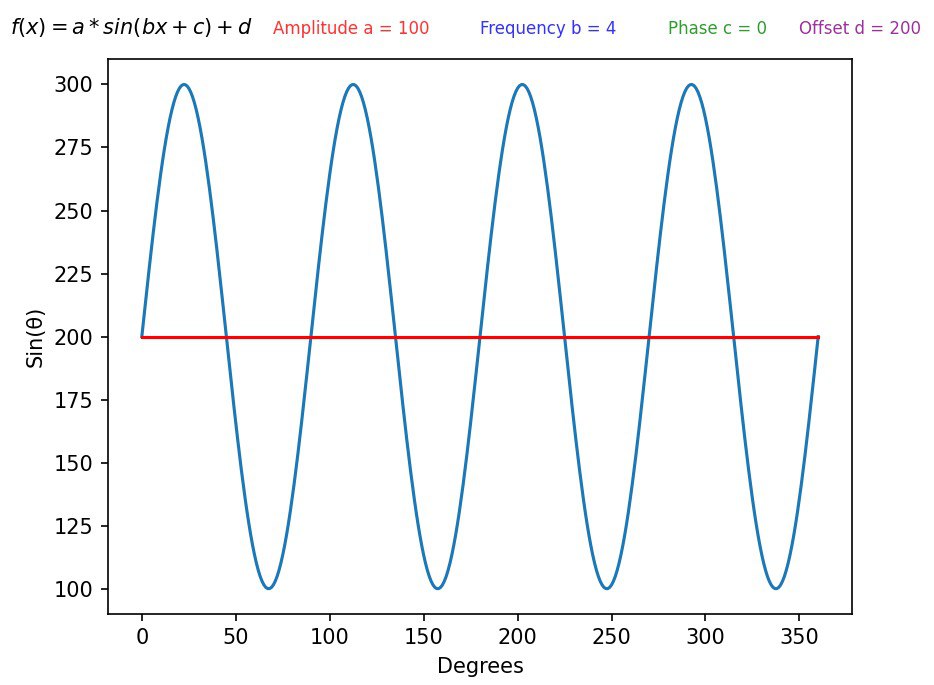 f(x) = a * sin(bx + c) + d Amplitude a = 100 Frequency b = 4 Phase c = 0 Offset d = 200
300
275
250
225
200
175
150
125
100
Sin(θ)
0 50 100 150 200 250 300 350
Degrees